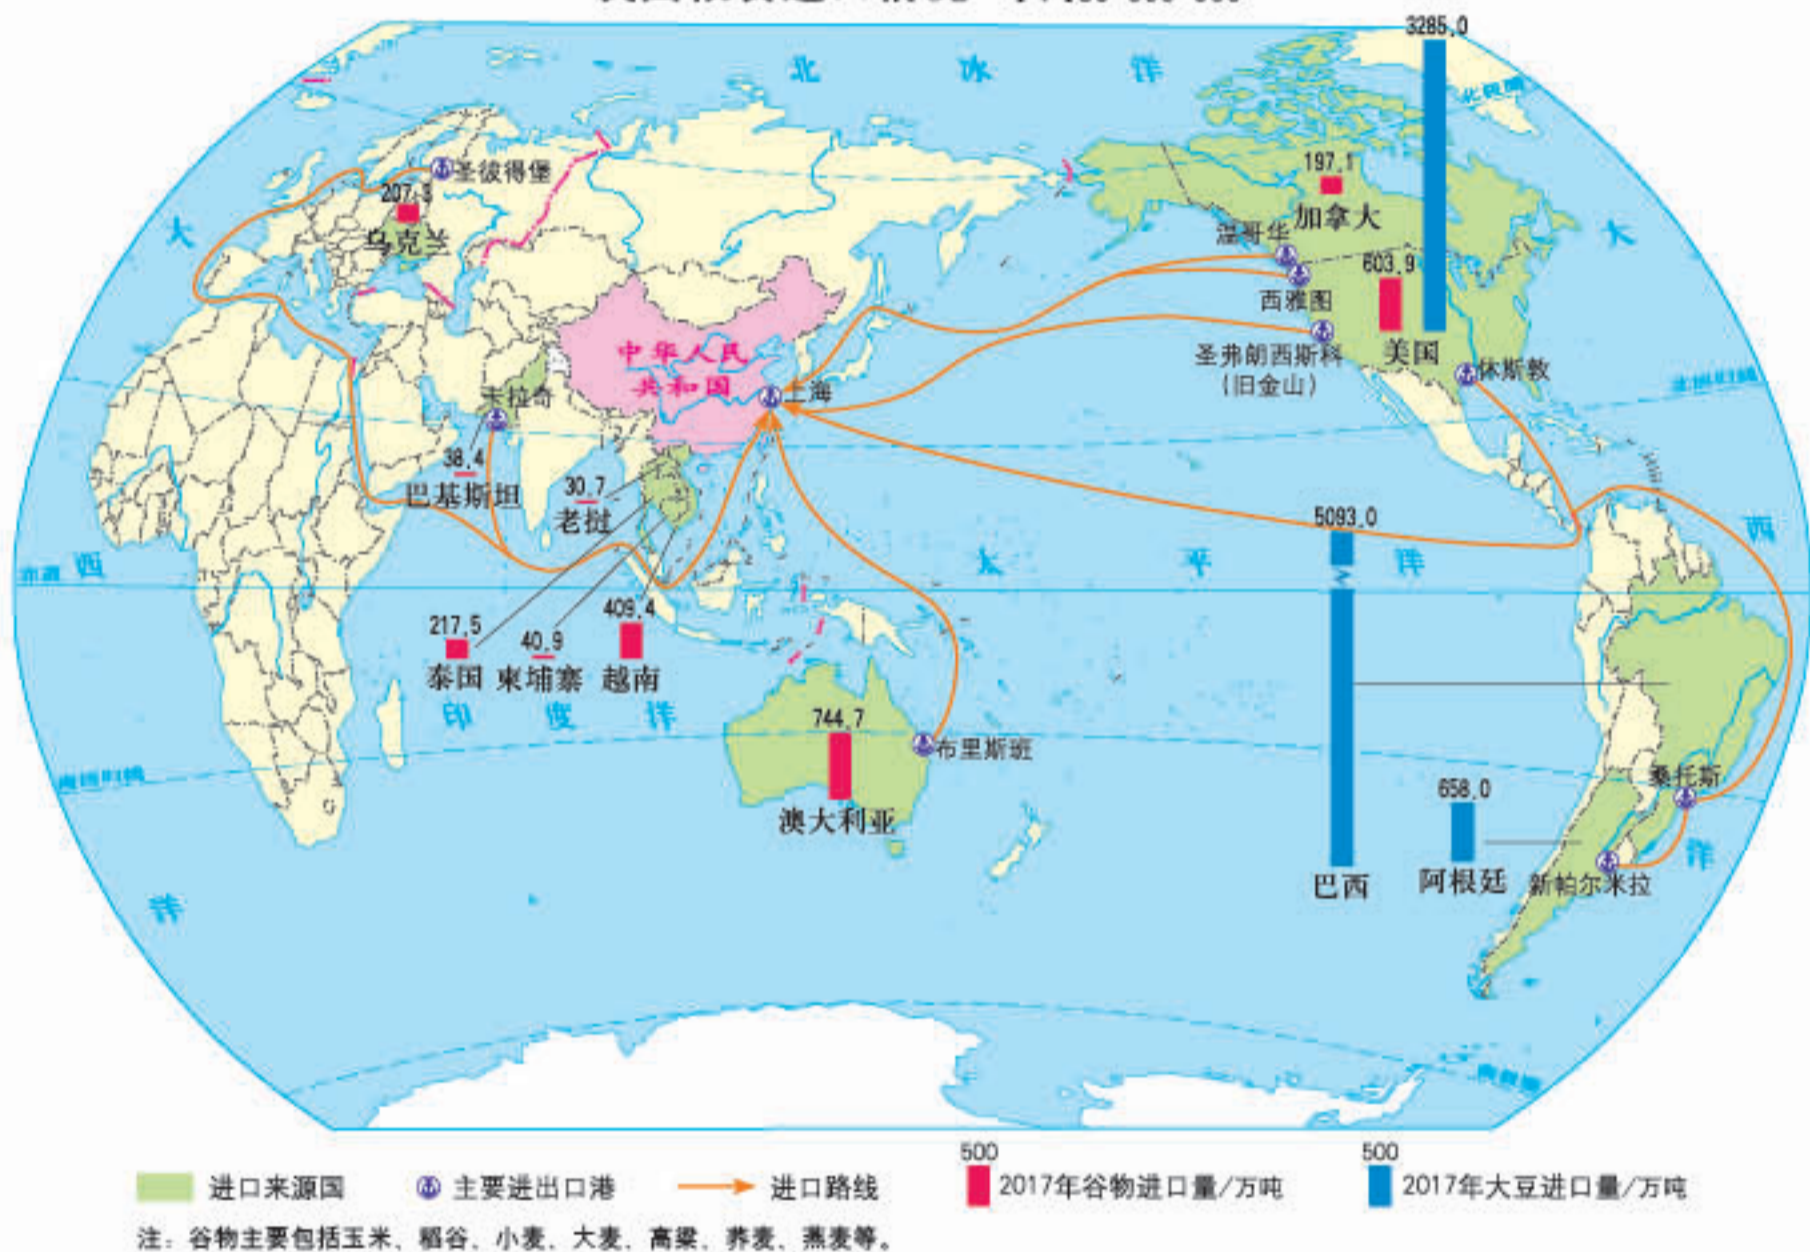 3285.0
北 冰 洋
北极圈
圣彼得堡
207.3
乌克兰
大
197.1
加拿大
温哥华
603.9
西雅图
美国
圣弗朗西斯科
(旧金山)
休斯敦
大
中华人民
共和国
上海
卡拉奇
38.4
巴基斯坦
30.7
老挝
北回归线
5093.0
西
赤道
西
太 平 洋
217.5
泰国
40.9
柬埔寨
409.4
越南
印 度 洋
744.7
澳大利亚
布里斯班
南回归线
658.0
桑托斯
巴西
阿根廷
新帕尔米拉
洋
洋
南极圈
进口来源国
主要进出口港
进口路线
500
2017年谷物进口量/万吨
500
2017年大豆进口量/万吨
注：谷物主要包括玉米、稻谷、小麦、大麦、高粱、荞麦、燕麦等。